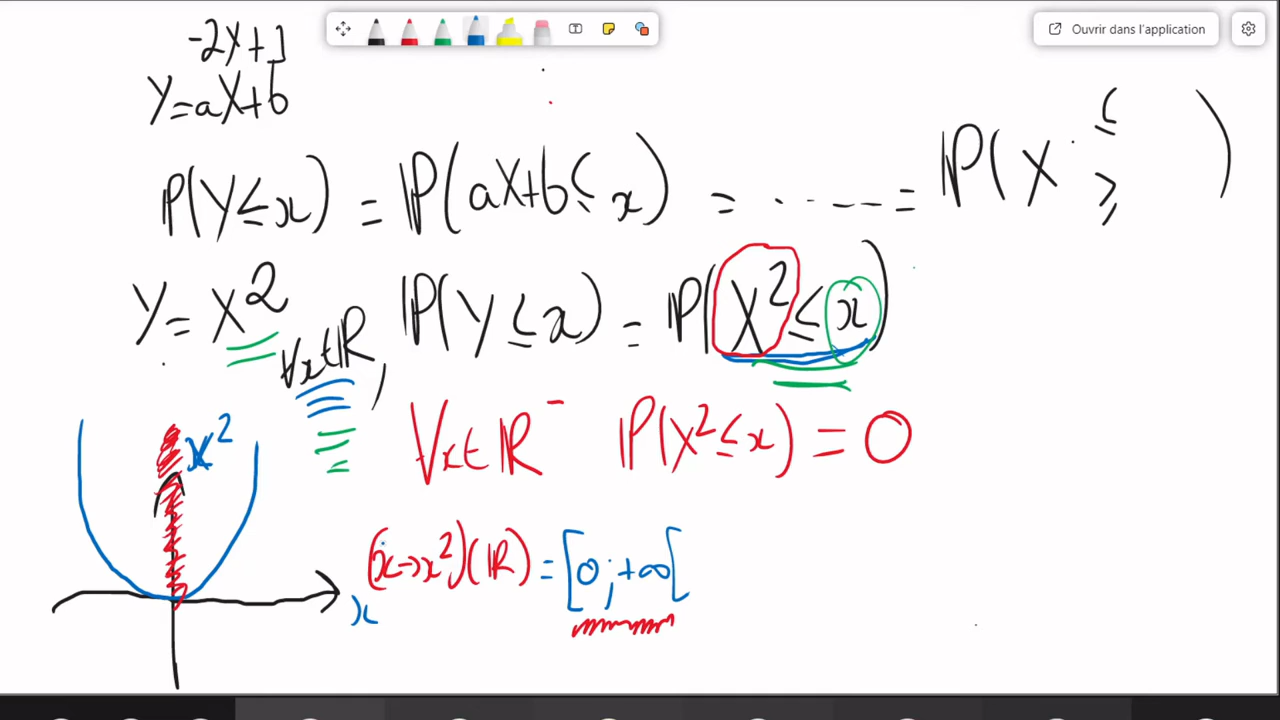 -2X+1
Ouvrir dans l'application
Y=aX+b
P(Y≤x) = P(aX+b≤x) = ..... = P(X ≤ ≥ )
Y = X² ∀x∈ℝ, P(Y≤x) = P(X²≤x)
∀x∈ℝ⁻ P(X²≤x) = 0
x²
(x→x²)(ℝ) = [0;+∞[
x